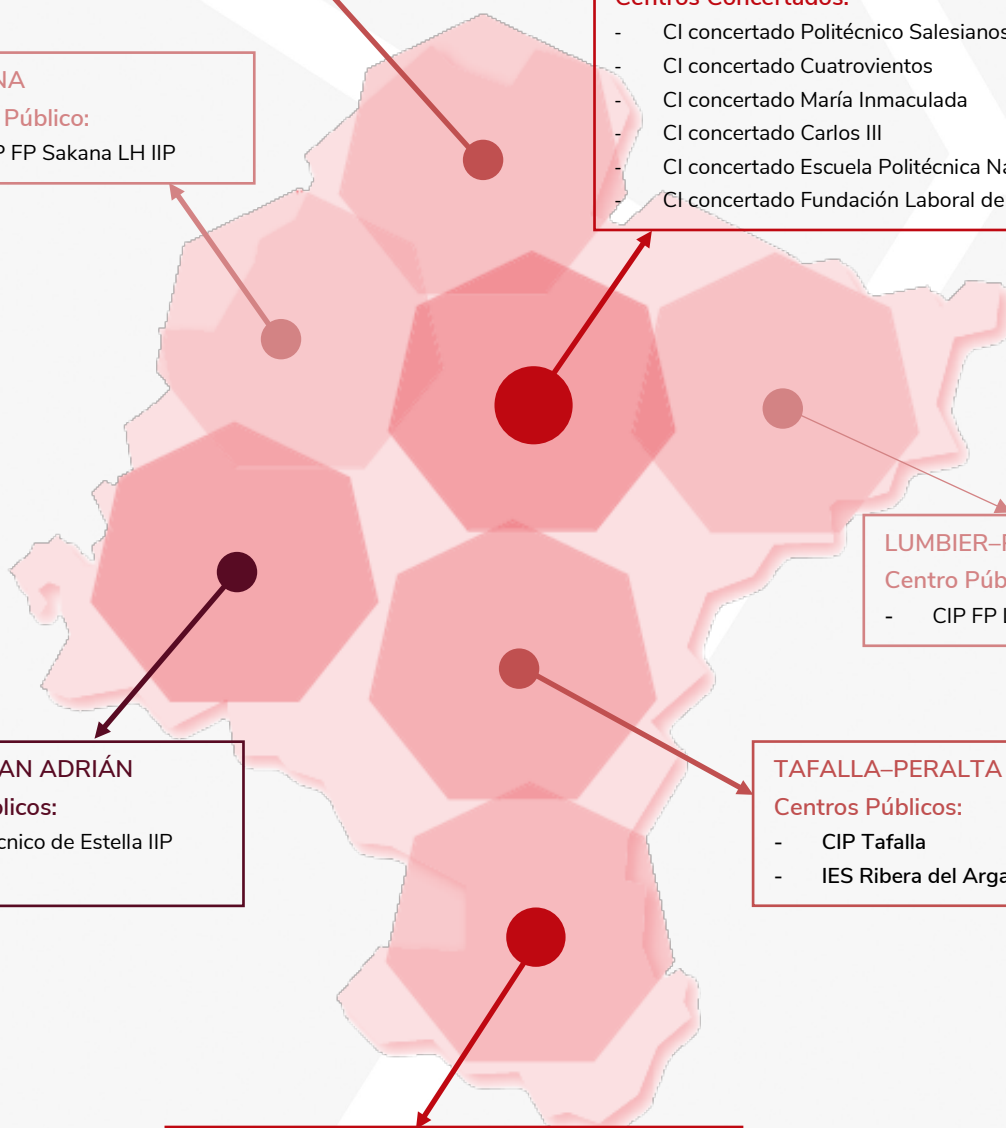 Centros Concertados:
- CI concertado Politécnico Salesianos
- CI concertado Cuatrovientos
- CI concertado María Inmaculada
- CI concertado Carlos III
- CI concertado Escuela Politécnica Na
- CI concertado Fundación Laboral de
NA
Público:
P FP Sakana LH IIP
LUMBIER–
Centro Púb
- CIP FP
AN ADRIÁN
blicos:
cnico de Estella IIP
TAFALLA–PERALTA
Centros Públicos:
- CIP Tafalla
- IES Ribera del Arga